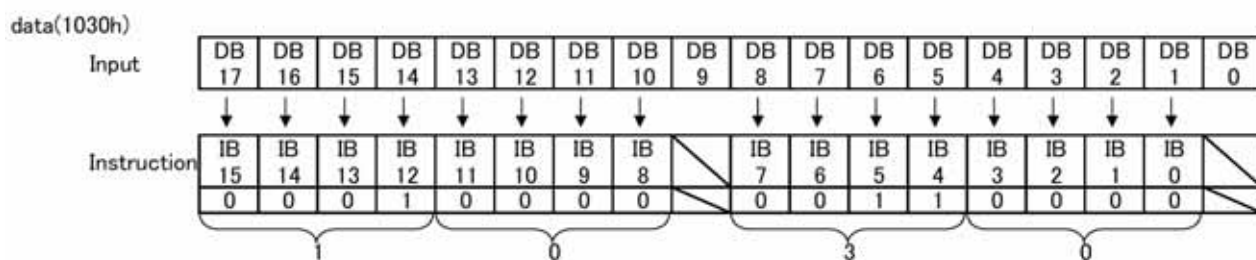 data(1030h)
Input DB DB DB DB DB DB DB DB DB DB DB DB DB DB DB DB DB DB
17 16 15 14 13 12 11 10 9 8 7 6 5 4 3 2 1 0
Instruction IB IB IB IB IB IB IB IB IB IB IB IB IB IB IB IB
15 14 13 12 11 10 9 8 7 6 5 4 3 2 1 0
0 0 0 1 0 0 0 0 0 0 1 1 0 0 0 0
1 0 3 0